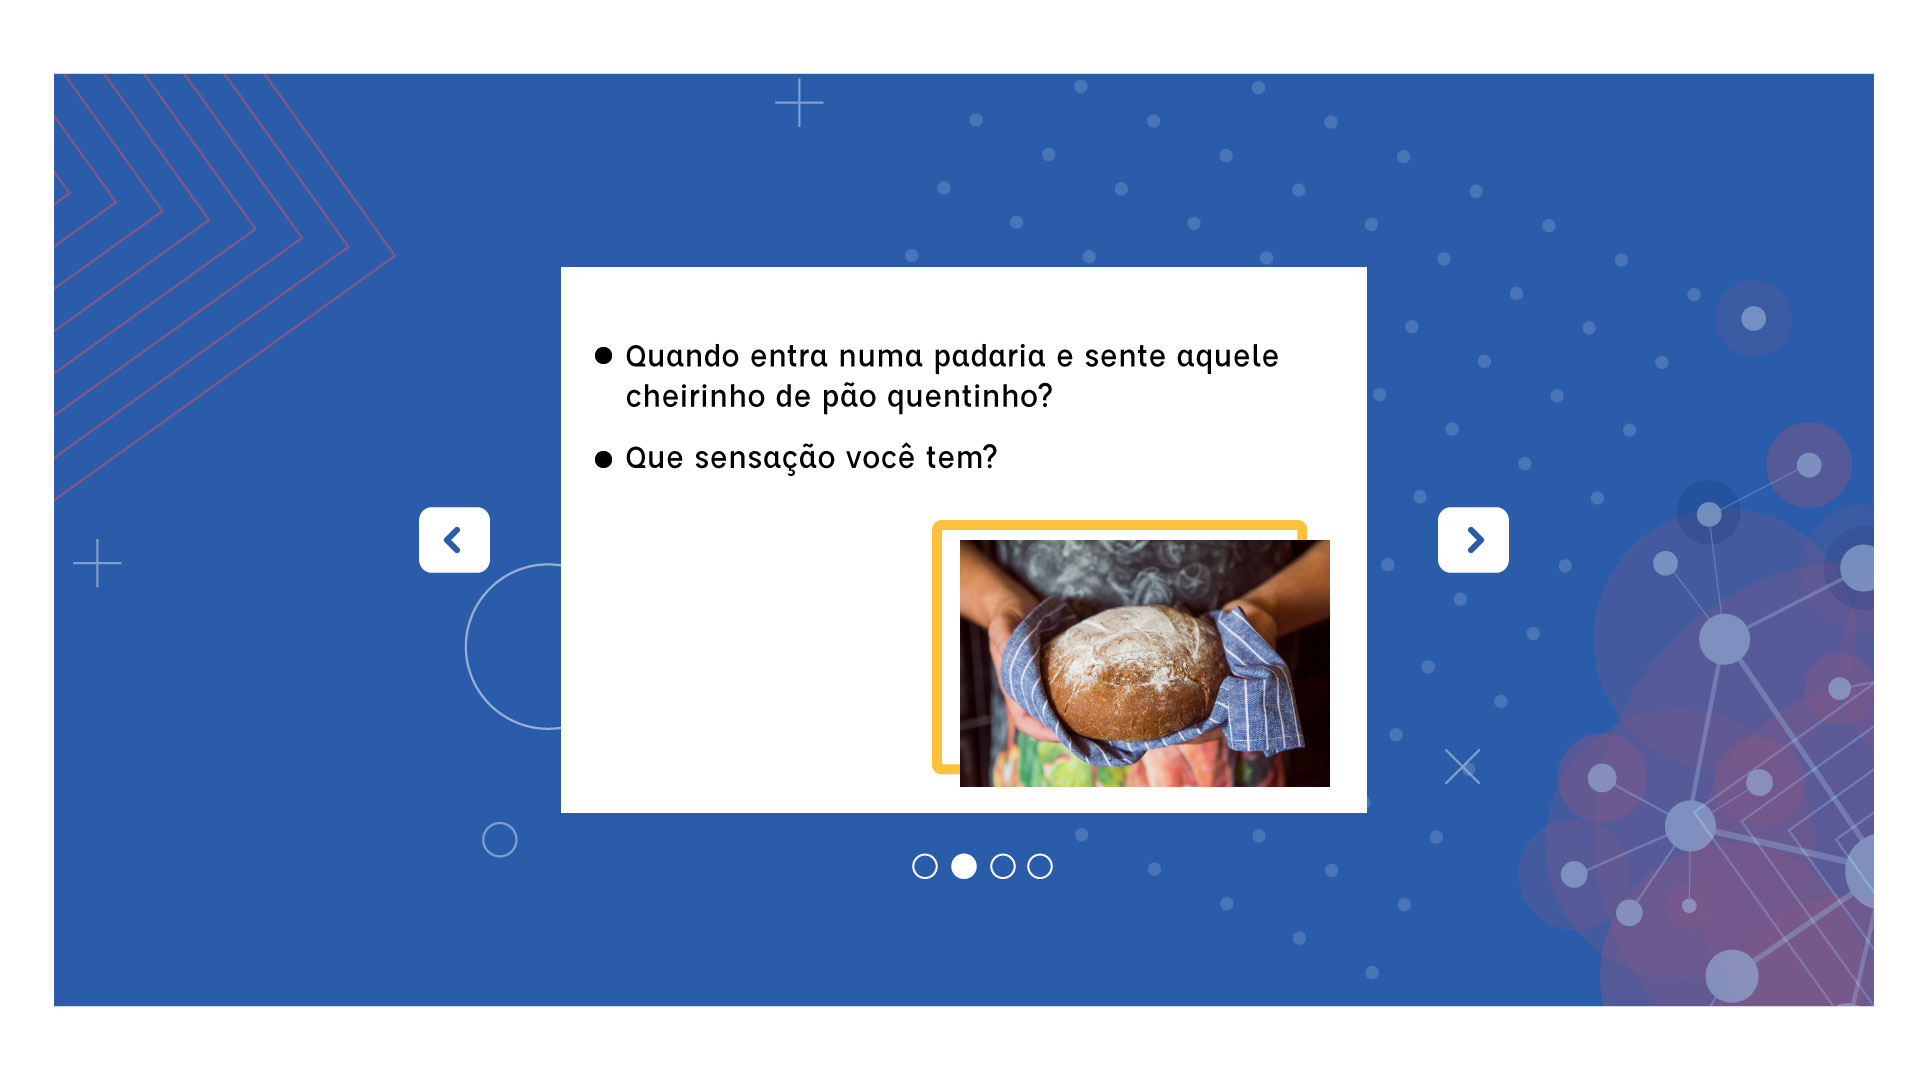 ● Quando entra numa padaria e sente aquele
cheirinho de pão quentinho?
● Que sensação você tem?